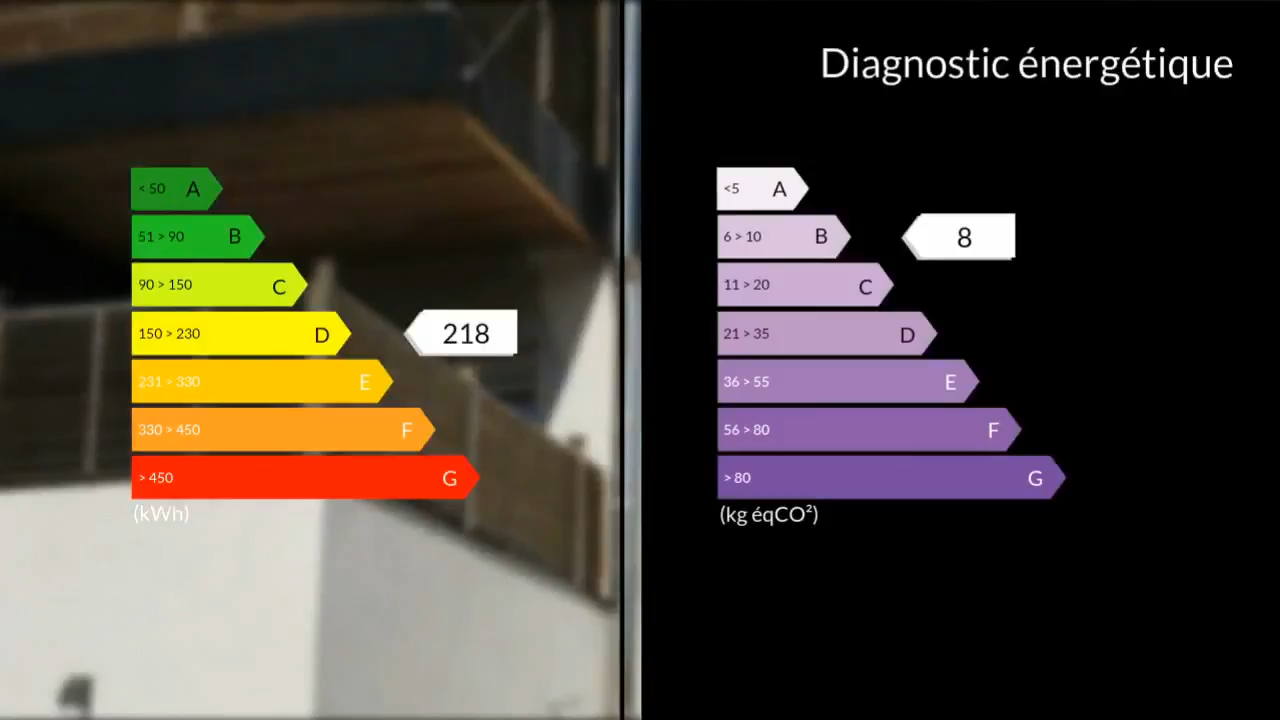 Diagnostic énergétique
< 50 A
51 > 90 B
90 > 150 C
150 > 230 D
218
231 > 330 E
330 > 450 F
> 450 G
(kWh)
<5 A
6 > 10 B
8
11 > 20 C
21 > 35 D
36 > 55 E
56 > 80 F
> 80 G
(kg éqCO²)